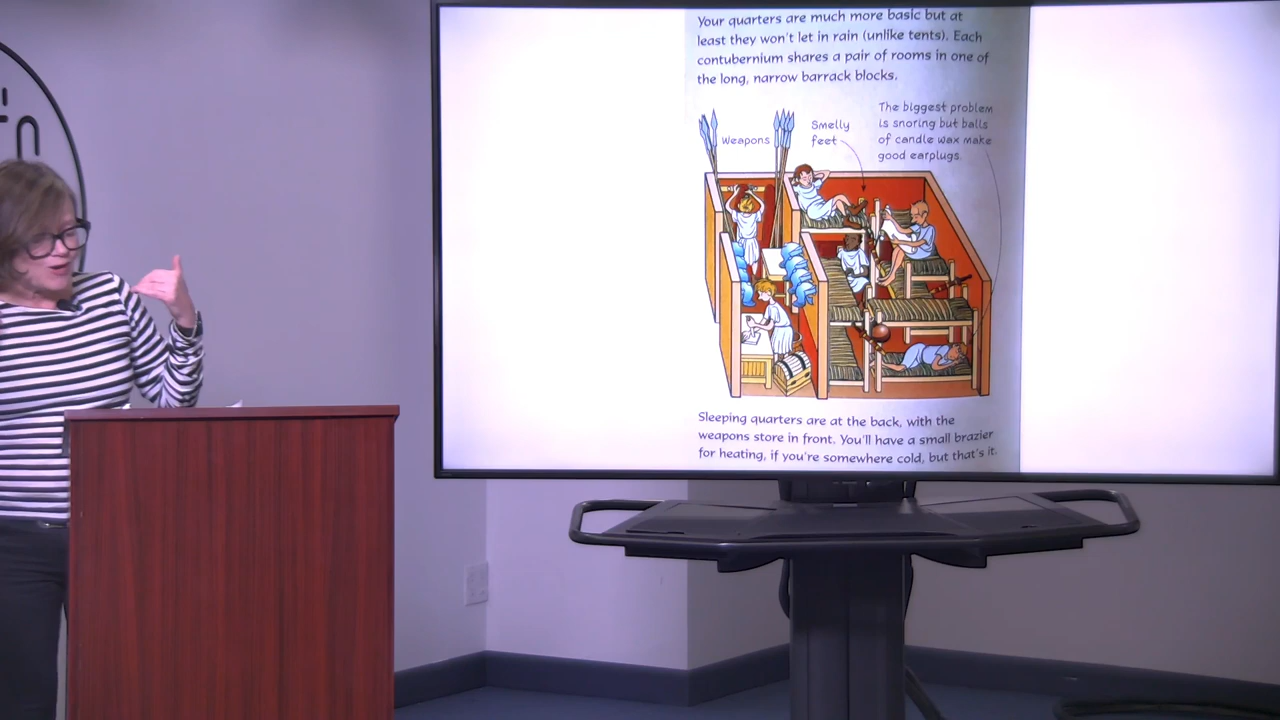 Your quarters are much more basic but at
least they won't let in rain (unlike tents). Each
contubernium shares a pair of rooms in one of
the long, narrow barrack blocks.
Weapons
Smelly
feet
The biggest problem
is snoring but balls
of candle wax make
good earplugs.
Sleeping quarters are at the back, with the
weapons store in front. You'll have a small brazier
for heating, if you're somewhere cold, but that's it.